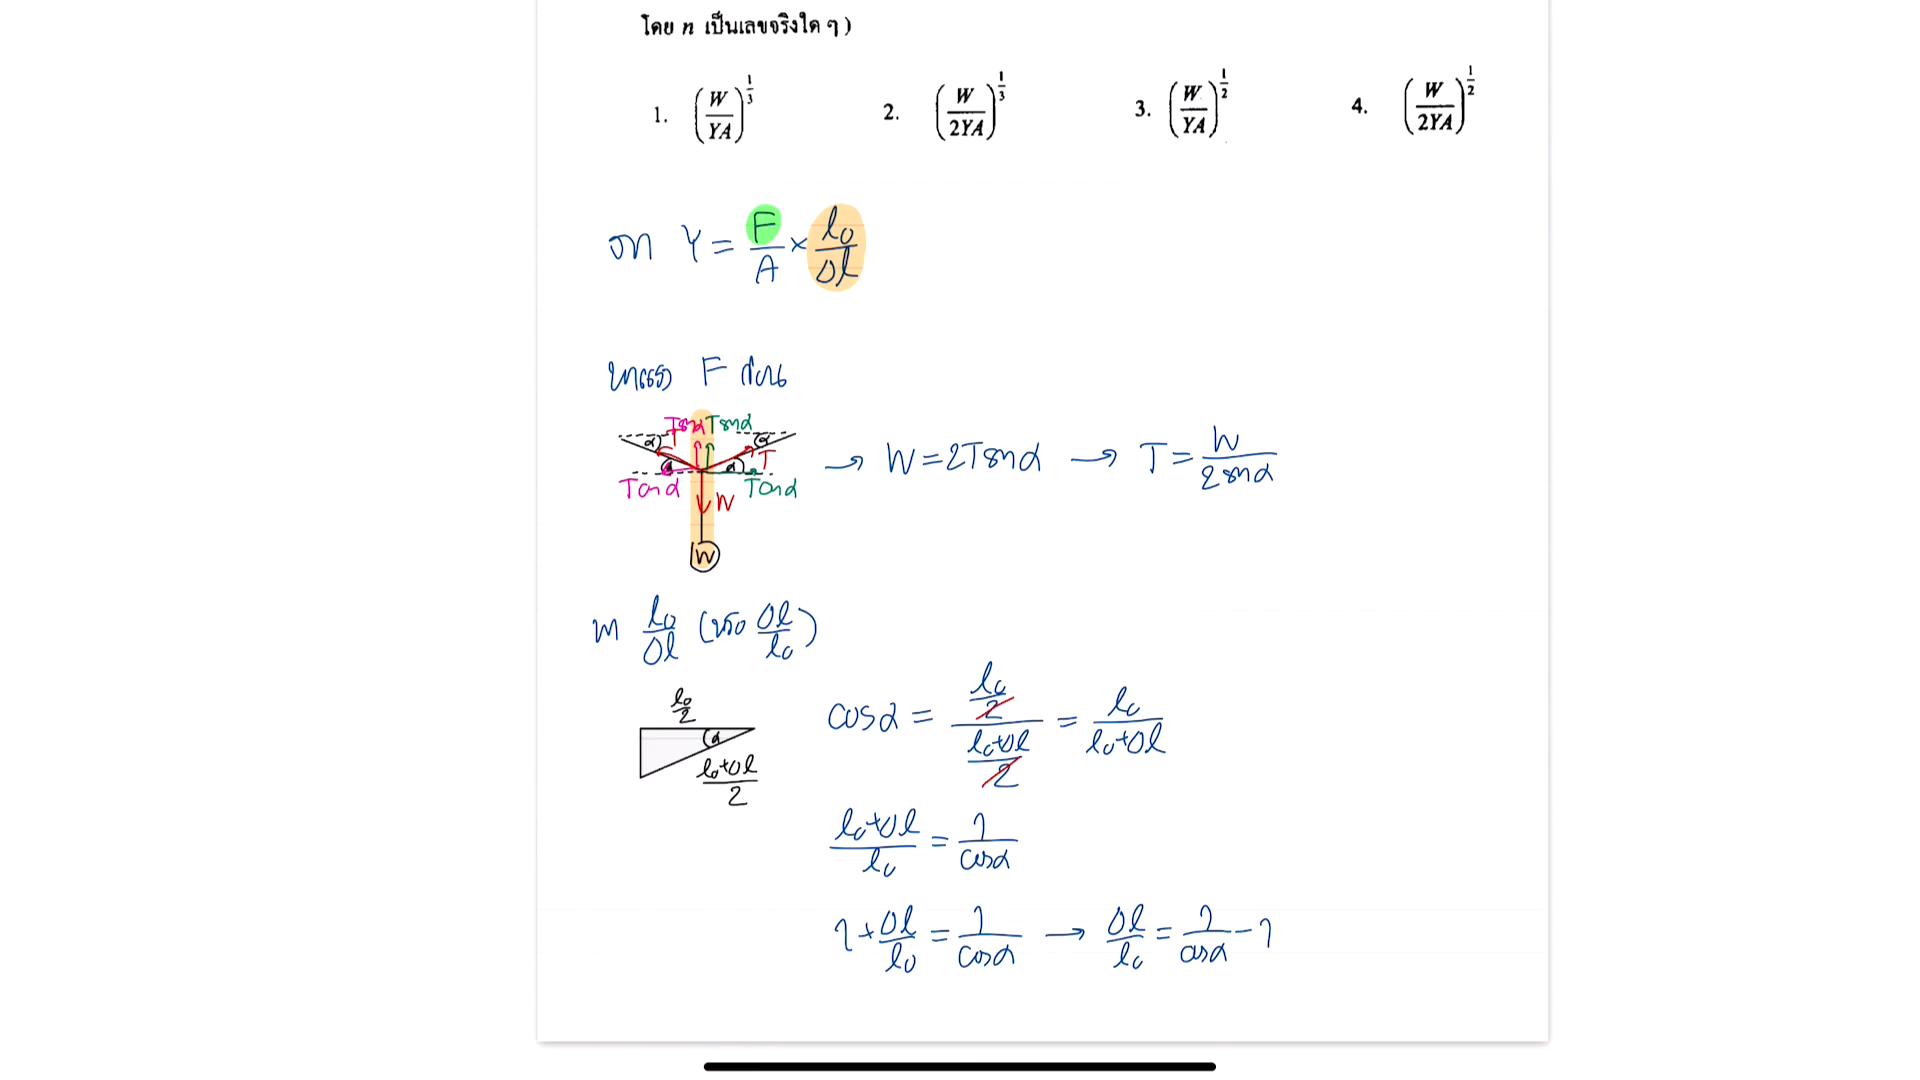 โดย n เป็นเลขจริงใด ๆ )
1. (W/YA)^(1/3) 2. (W/2YA)^(1/3) 3. (W/YA)^(1/2) 4. (W/2YA)^(1/2)
จาก Y = F/A × l₀/Δl
หาแรง F ก่อน
Tsinα Tsinα
α T α
α α T
Tcosα W Tcosα
→ W = 2Tsinα → T = W/2sinα
W
หา l₀/Δl (หรือ Δl/l₀)
l₀/2
α
(l₀+Δl)/2
cosα = (l₀/2)/((l₀+Δl)/2) = l₀/(l₀+Δl)
(l₀+Δl)/l₀ = 1/cosα
1 + Δl/l₀ = 1/cosα → Δl/l₀ = 1/cosα - 1